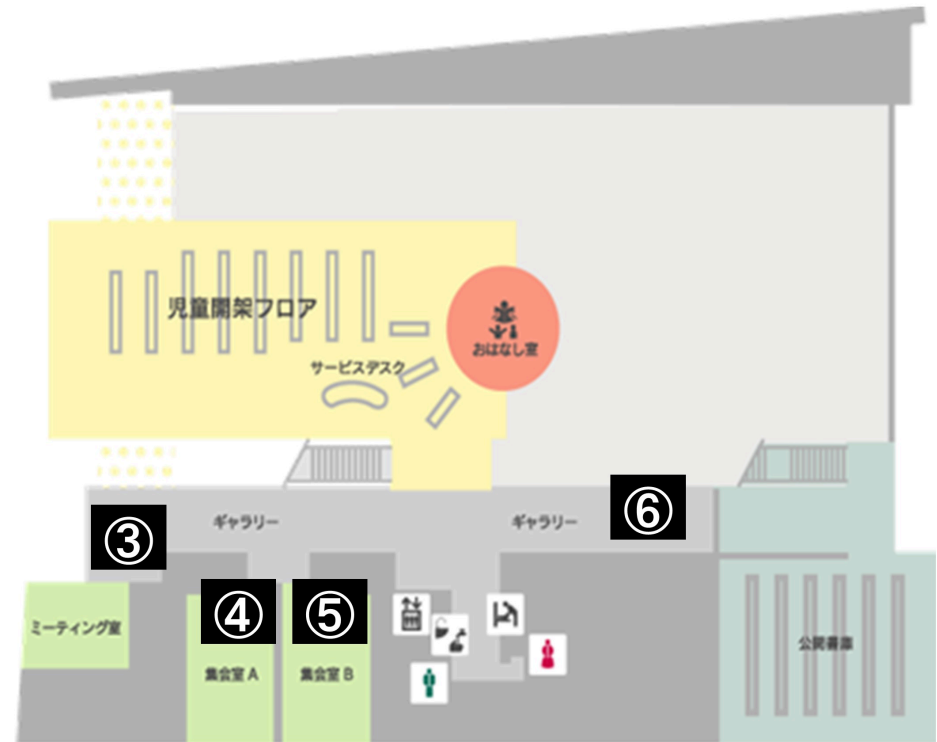 児童開架フロア
おはなし室
サービスデスク
⑥
③
ギャラリー
ギャラリー
④
⑤
ミーティング室
公開書庫
集会室 A
集会室 B